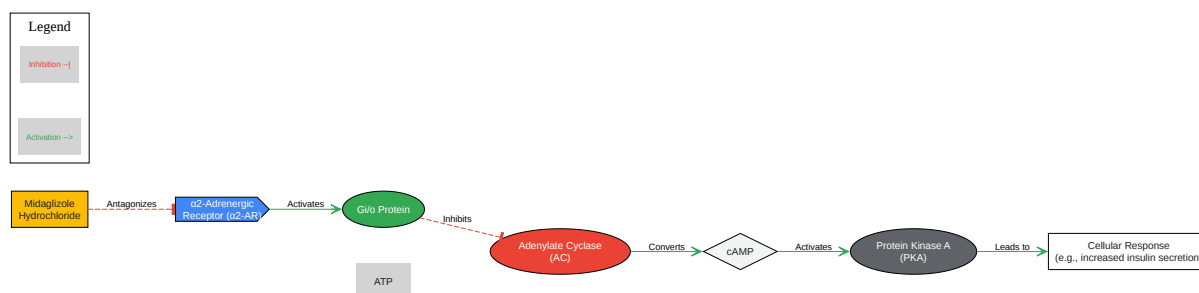 Legend
Inhibition --|
Activation -->
Midaglizole
Hydrochloride
Antagonizes
α2-Adrenergic
Receptor (α2-AR)
Activates
Gi/o Protein
Inhibits
Adenylate Cyclase
(AC)
Converts
cAMP
Activates
Protein Kinase A
(PKA)
Leads to
Cellular Response
(e.g., increased insulin secretion)
ATP